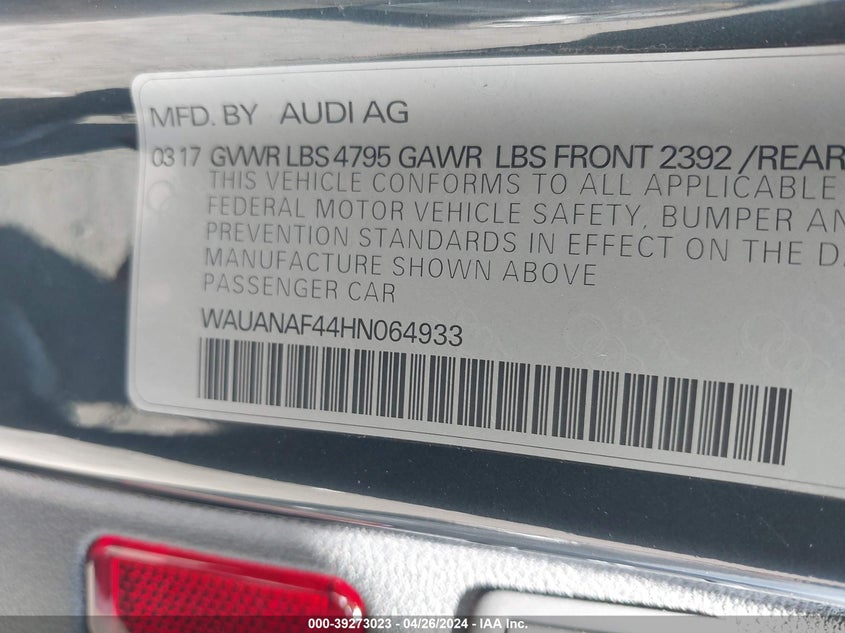 MFD. BY AUDI AG
03 17 GVWR LBS 4795 GAWR LBS FRONT 2392 /REAR
THIS VEHICLE CONFORMS TO ALL APPLICABLE
FEDERAL MOTOR VEHICLE SAFETY, BUMPER AN
PREVENTION STANDARDS IN EFFECT ON THE D
MANUFACTURE SHOWN ABOVE
PASSENGER CAR
WAUANAF44HN064933
000-39273023 - 04/26/2024 - IAA Inc.